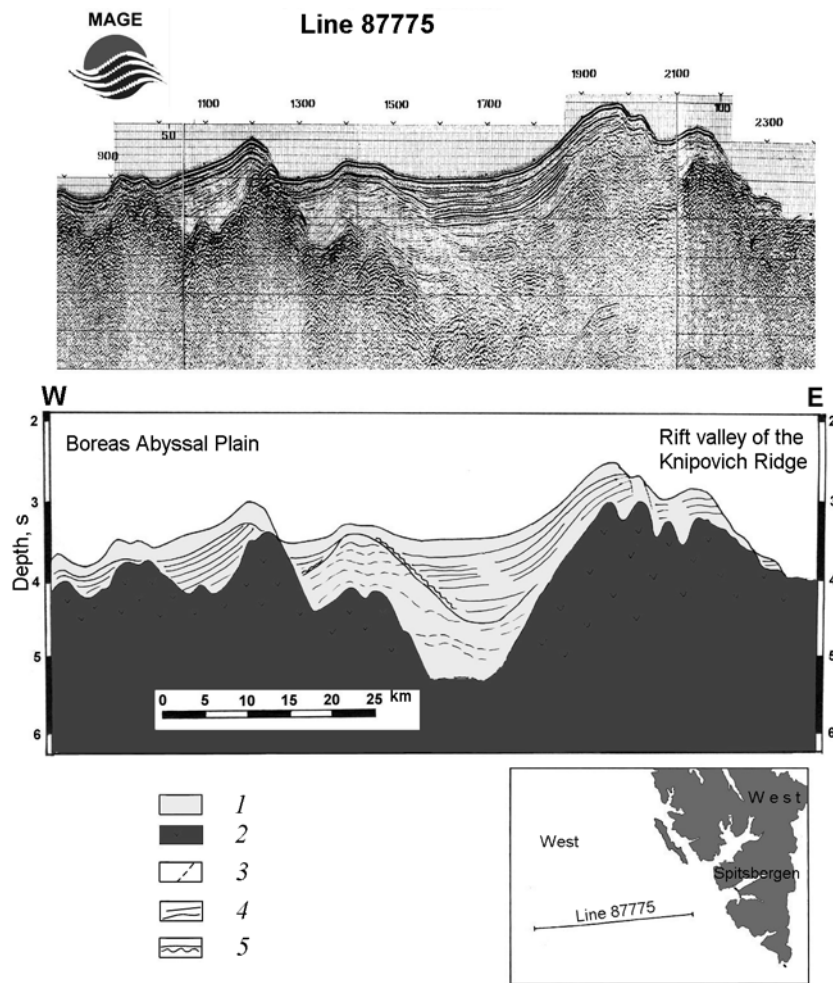 MAGE
Line 87775
1900 2100
1100 1300 1500 1700 100 2300
900 50
W E
2 2
Boreas Abyssal Plain
Rift valley of the
Knipovich Ridge
3 3
Depth, s
4 4
5 5
km
0 5 10 15 20 25
6 6
1
2
3
4
5
West
West
Spitsbergen
Line 87775